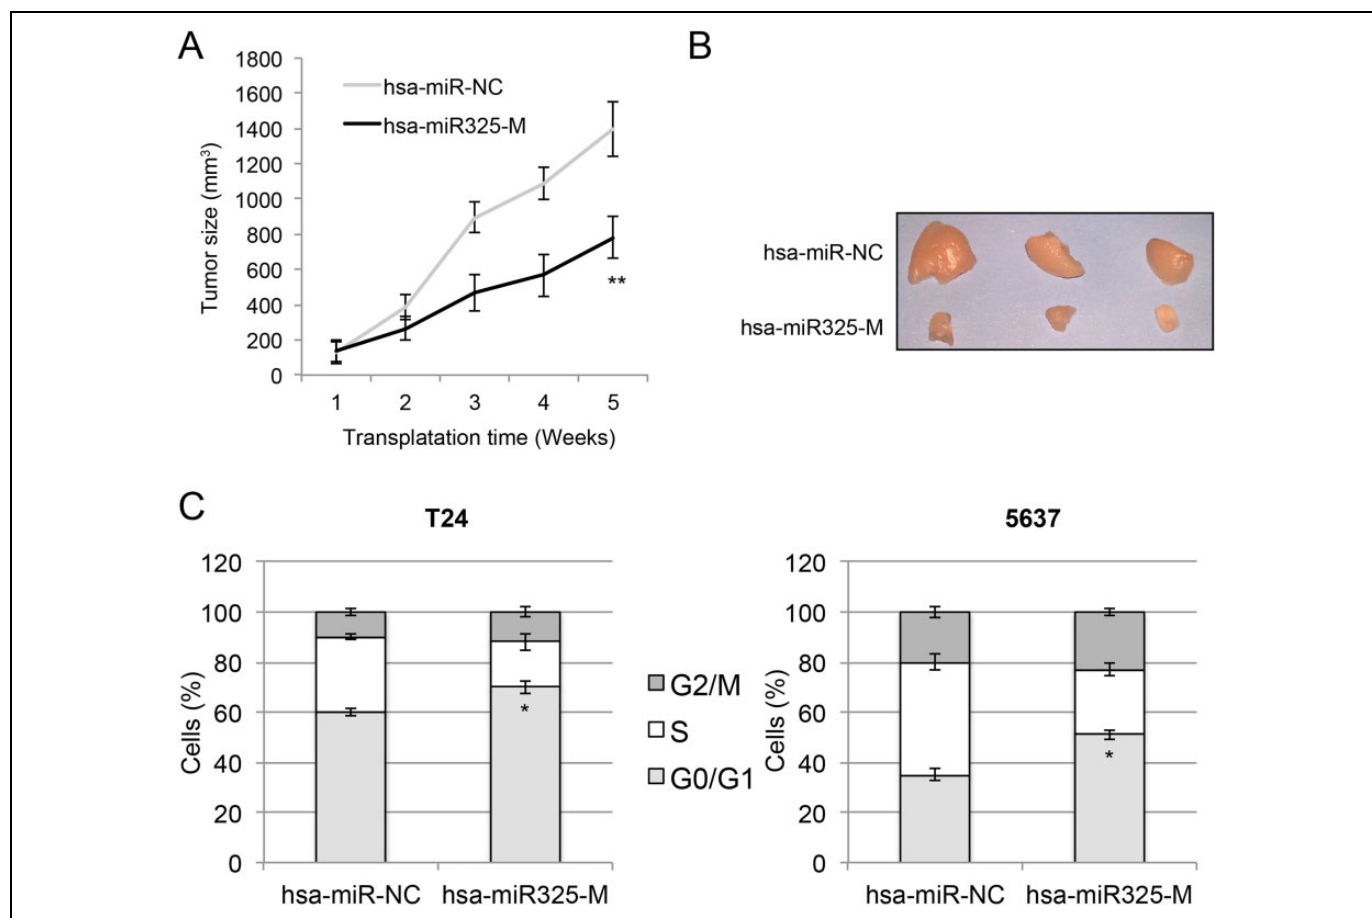 A
1800
1600
1400
1200
1000
800
600
400
200
0
Tumor size (mm³)
hsa-miR-NC
hsa-miR325-M
**
1 2 3 4 5
Transplatation time (Weeks)
B
hsa-miR-NC
hsa-miR325-M
C
T24
120
100
80
60
40
20
0
Cells (%)
*
hsa-miR-NC hsa-miR325-M
G2/M
S
G0/G1
5637
120
100
80
60
40
20
0
Cells (%)
*
hsa-miR-NC hsa-miR325-M